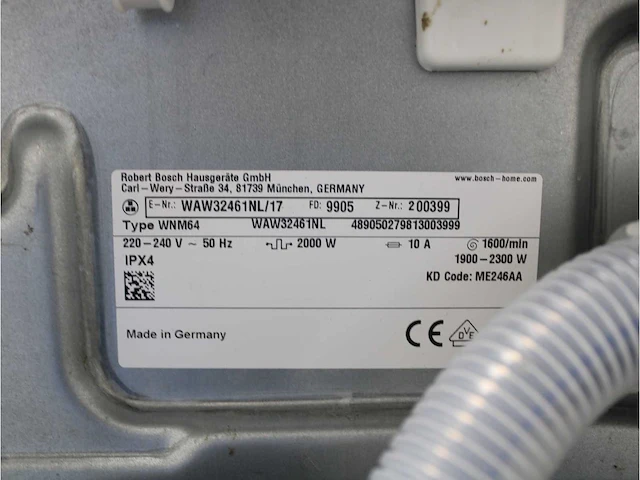 Robert Bosch Hausgeräte GmbH www.bosch-home.com
Carl-Wery-Straße 34, 81739 München, GERMANY
E-Nr.: WAW32461NL/17 FD: 9905 Z-Nr.: 200399
Type WNM64 WAW32461NL 489050279813003999
220-240 V ~ 50 Hz 2000 W 10 A 1600/min
IPX4 1900-2300 W
KD Code: ME246AA
Made in Germany CE DVE